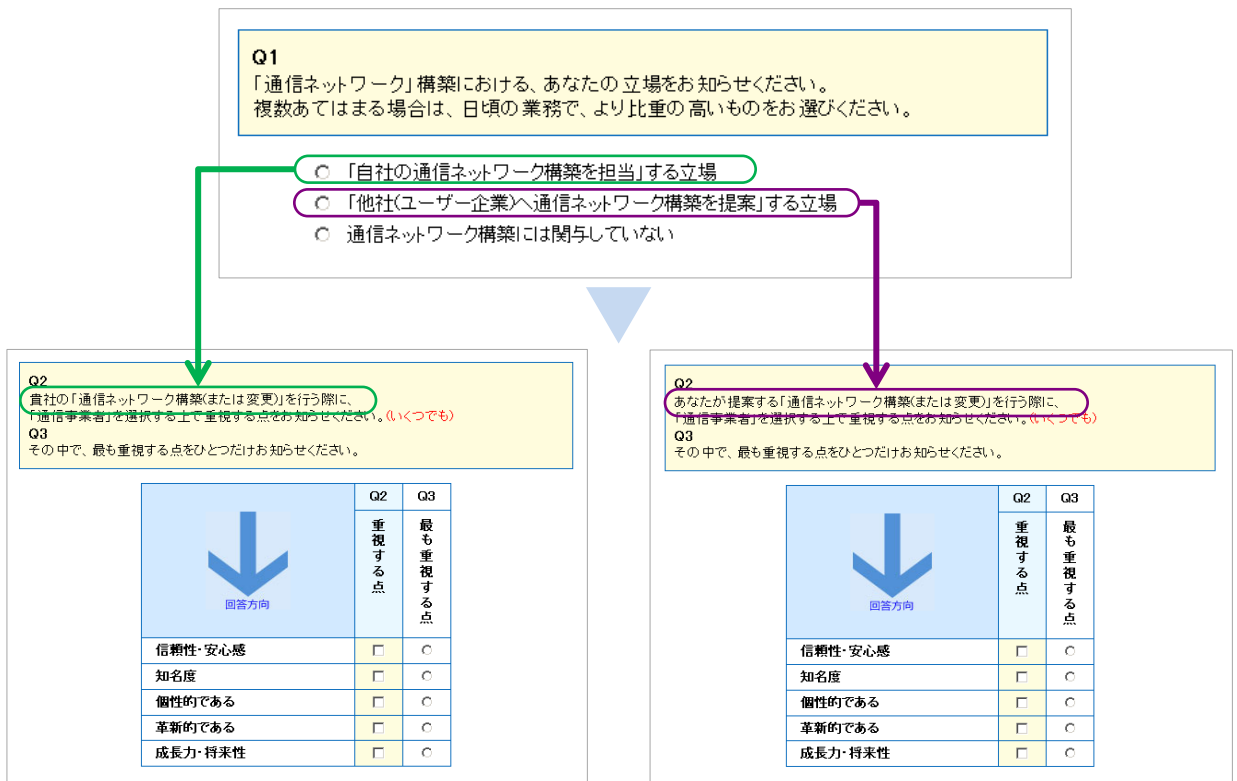 Q1
「通信ネットワーク」構築における、あなたの立場をお知らせください。
複数あてはまる場合は、日頃の業務で、より比重の高いものをお選びください。
「自社の通信ネットワーク構築を担当」する立場
「他社(ユーザー企業)へ通信ネットワーク構築を提案」する立場
通信ネットワーク構築には関与していない
Q2
貴社の「通信ネットワーク構築(または変更)」を行う際に、
「通信事業者」を選択する上で重視する点をお知らせください。(いくつでも)
Q3
その中で、最も重視する点をひとつだけお知らせください。
Q2 Q3
重視する点
最も重視する点
回答方向
信頼性・安心感
知名度
個性的である
革新的である
成長力・将来性
Q2
あなたが提案する「通信ネットワーク構築(または変更)」を行う際に、
「通信事業者」を選択する上で重視する点をお知らせください。(いくつでも)
Q3
その中で、最も重視する点をひとつだけお知らせください。
Q2 Q3
重視する点
最も重視する点
回答方向
信頼性・安心感
知名度
個性的である
革新的である
成長力・将来性